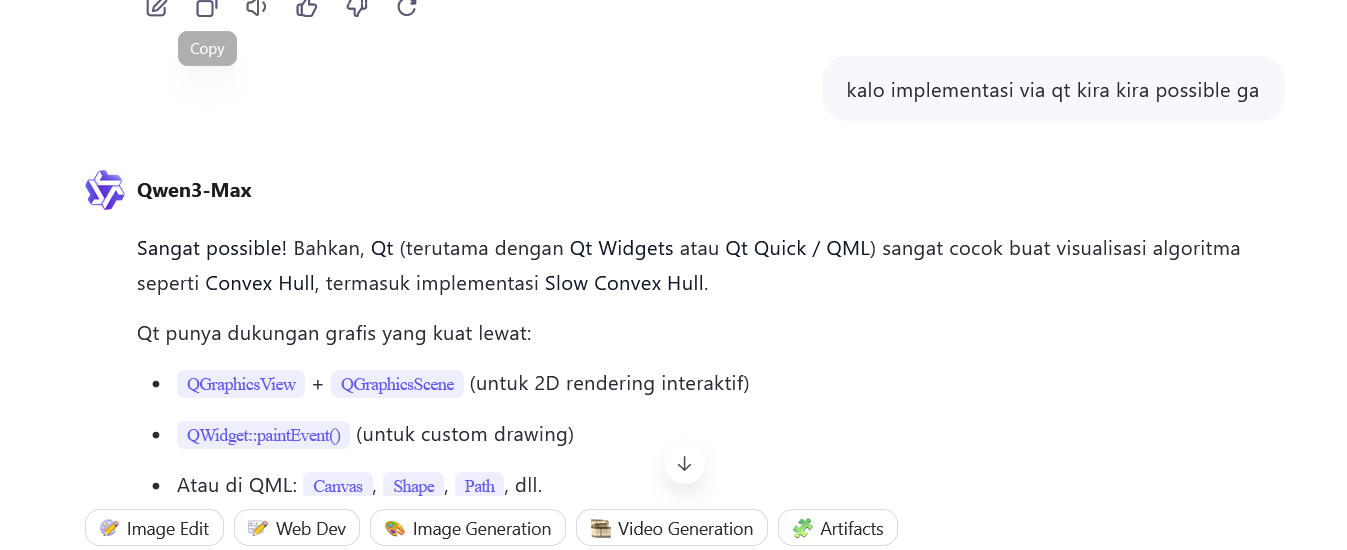 Copy
kalo implementasi via qt kira kira possible ga
Qwen3-Max
Sangat possible! Bahkan, Qt (terutama dengan Qt Widgets atau Qt Quick / QML) sangat cocok buat visualisasi algoritma
seperti Convex Hull, termasuk implementasi Slow Convex Hull.
Qt punya dukungan grafis yang kuat lewat:
• QGraphicsView + QGraphicsScene (untuk 2D rendering interaktif)
• QWidget::paintEvent() (untuk custom drawing)
• Atau di QML: Canvas, Shape, Path, dll.
Image Edit Web Dev Image Generation Video Generation Artifacts